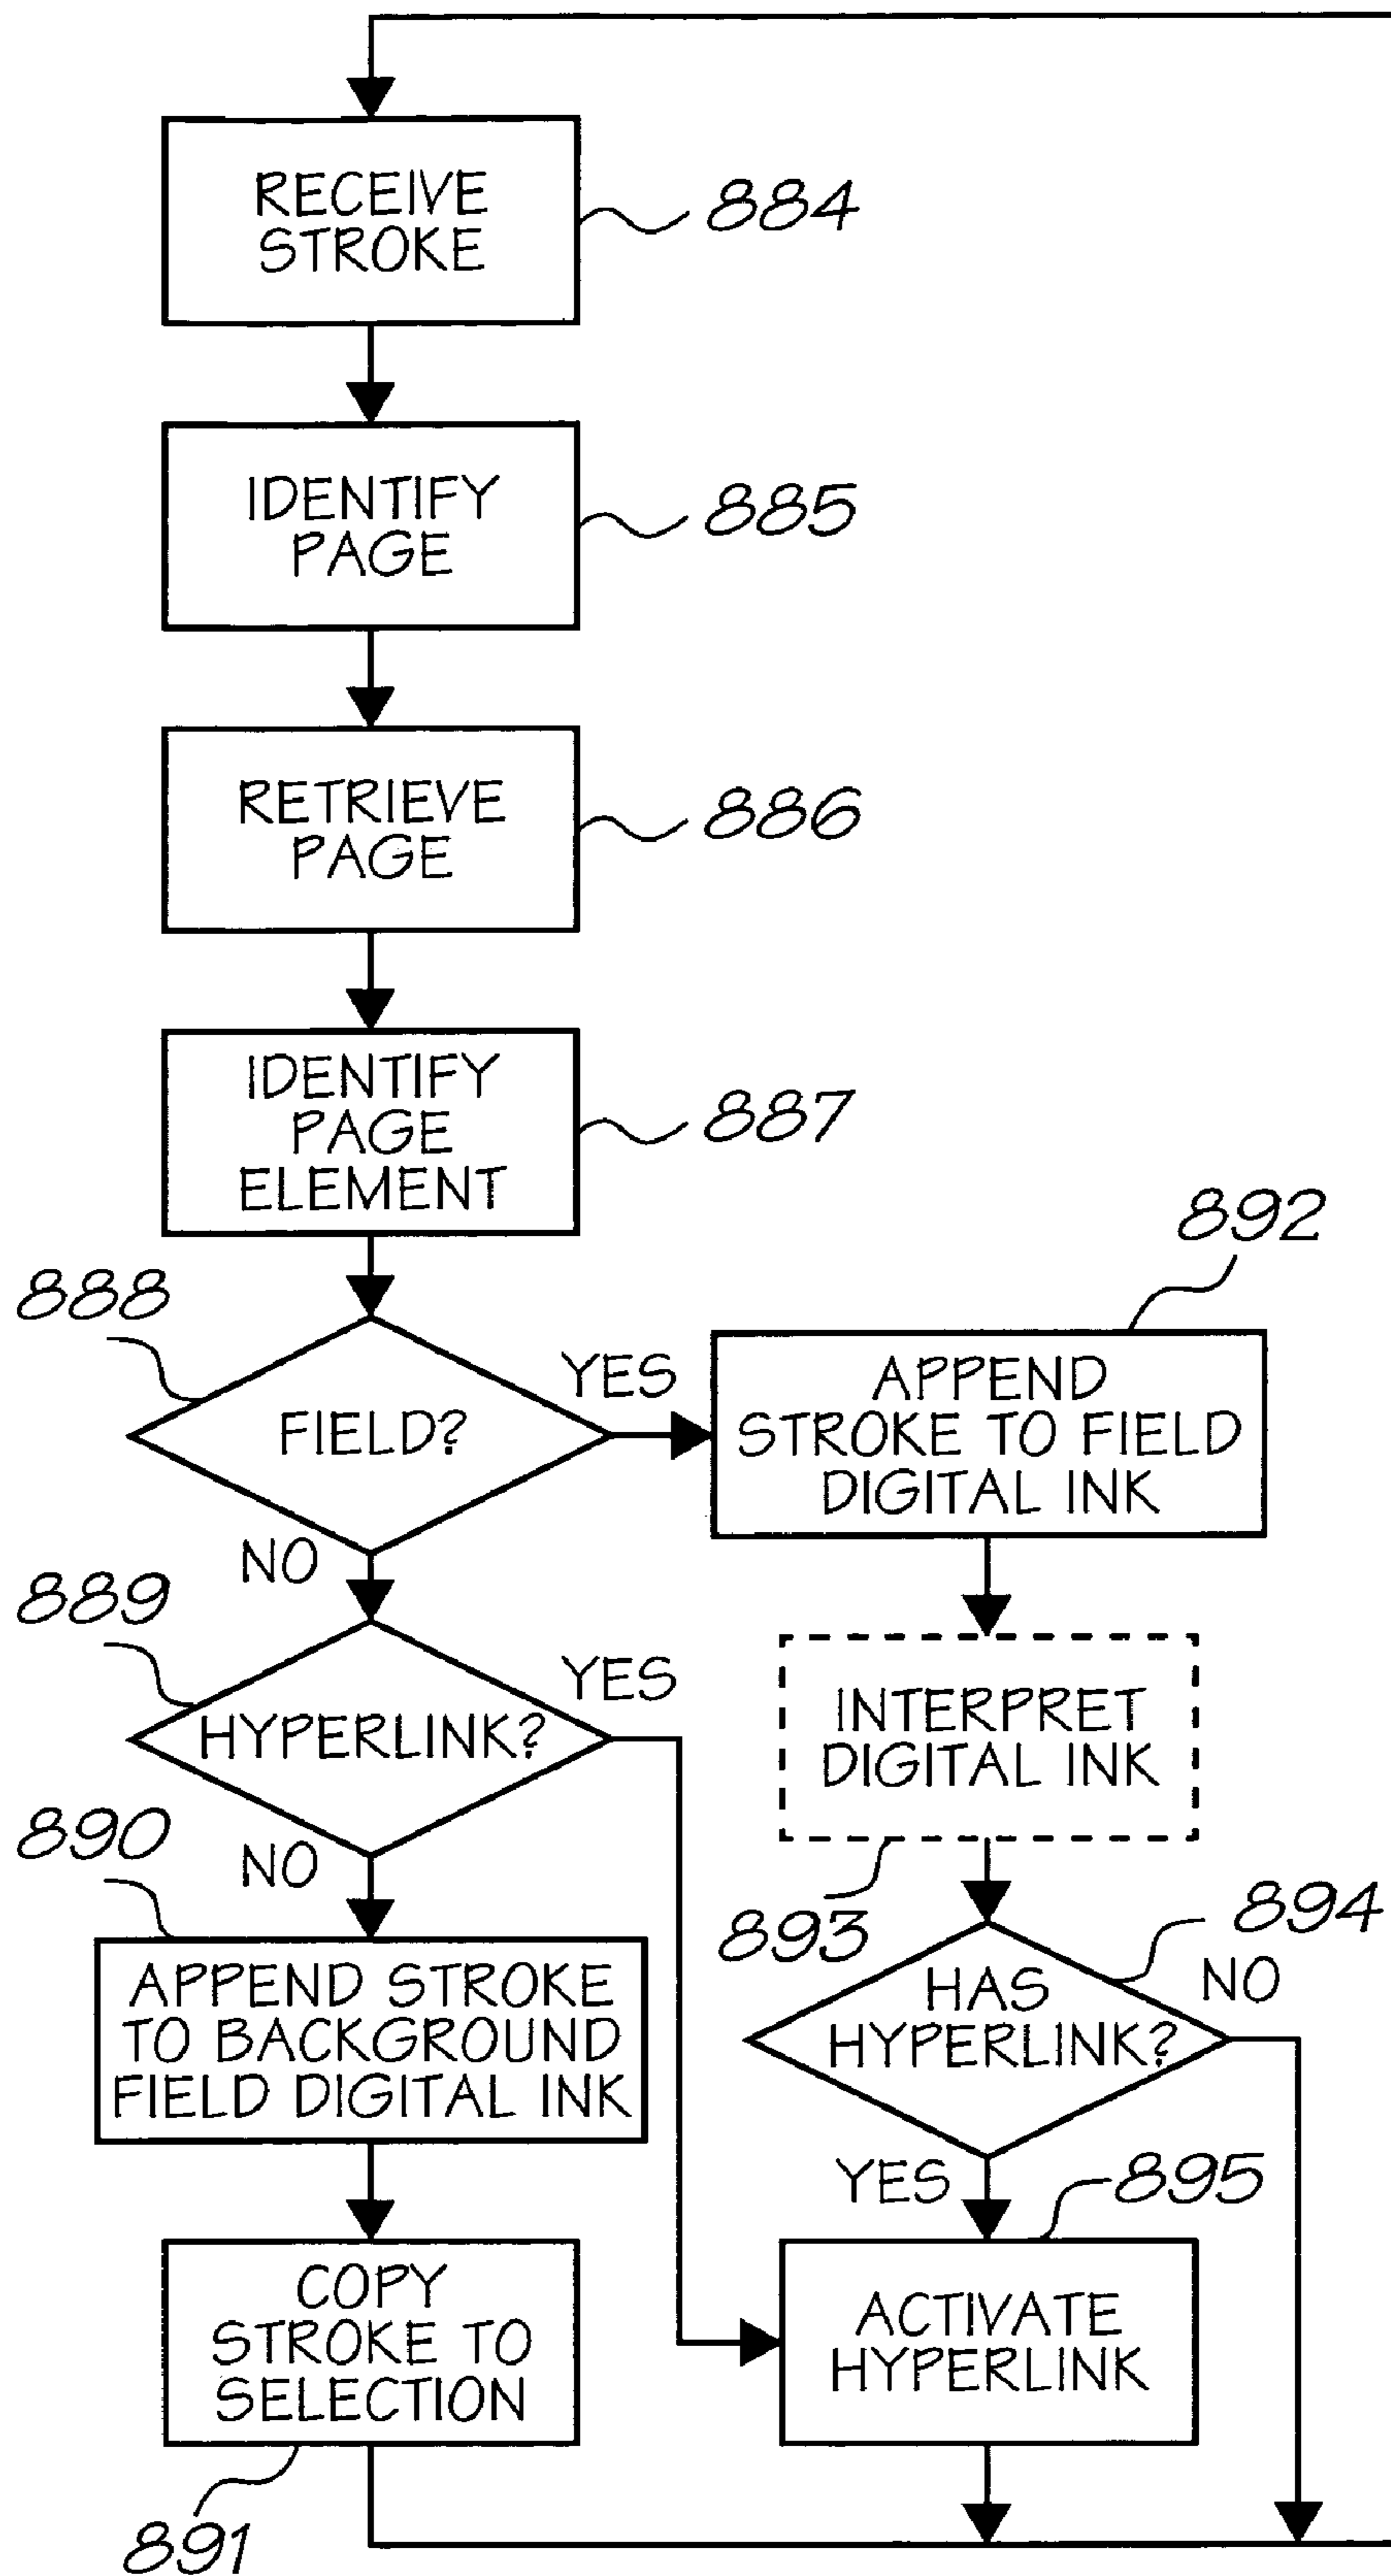 RECEIVE
STROKE
884
IDENTIFY
PAGE
885
RETRIEVE
PAGE
886
IDENTIFY
PAGE
ELEMENT
887
888
FIELD?
YES
NO
892
APPEND
STROKE TO FIELD
DIGITAL INK
889
HYPERLINK?
YES
NO
INTERPRET
DIGITAL INK
893
890
APPEND STROKE
TO BACKGROUND
FIELD DIGITAL INK
894
HAS
HYPERLINK?
NO
YES
895
COPY
STROKE TO
SELECTION
891
ACTIVATE
HYPERLINK